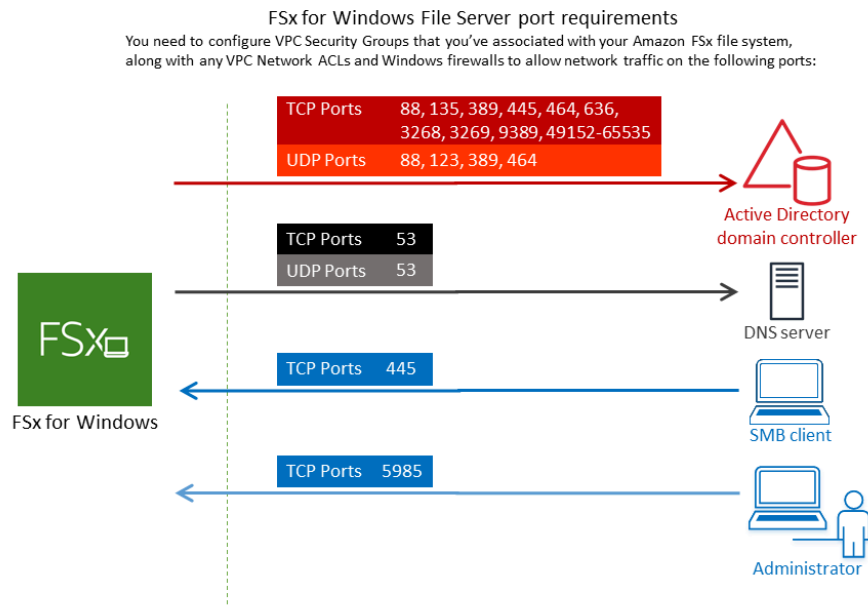 FSx for Windows File Server port requirements
You need to configure VPC Security Groups that you've associated with your Amazon FSx file system,
along with any VPC Network ACLs and Windows firewalls to allow network traffic on the following ports:
TCP Ports 88, 135, 389, 445, 464, 636,
3268, 3269, 9389, 49152-65535
UDP Ports 88, 123, 389, 464
Active Directory
domain controller
TCP Ports 53
UDP Ports 53
DNS server
FSx
FSx for Windows
TCP Ports 445
SMB client
TCP Ports 5985
Administrator